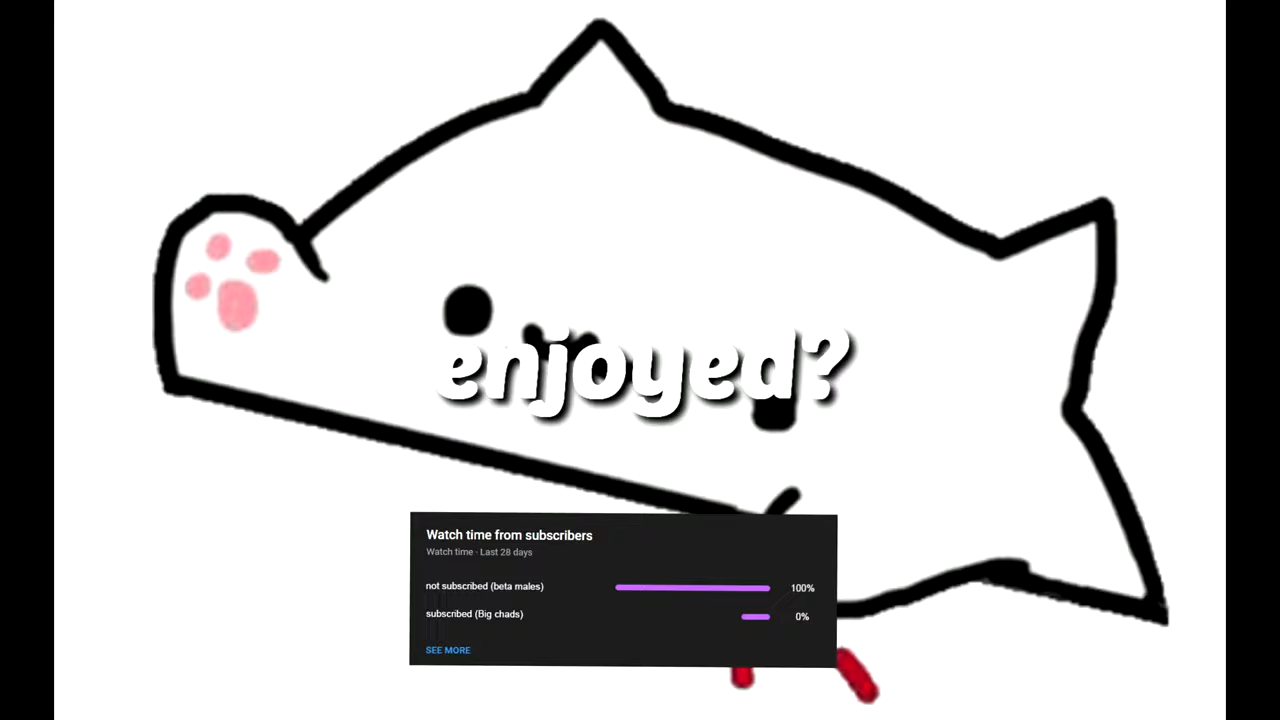 enjoyed?
Watch time from subscribers
Watch time · Last 28 days
not subscribed (beta males) 100%
subscribed (Big chads) 0%
SEE MORE